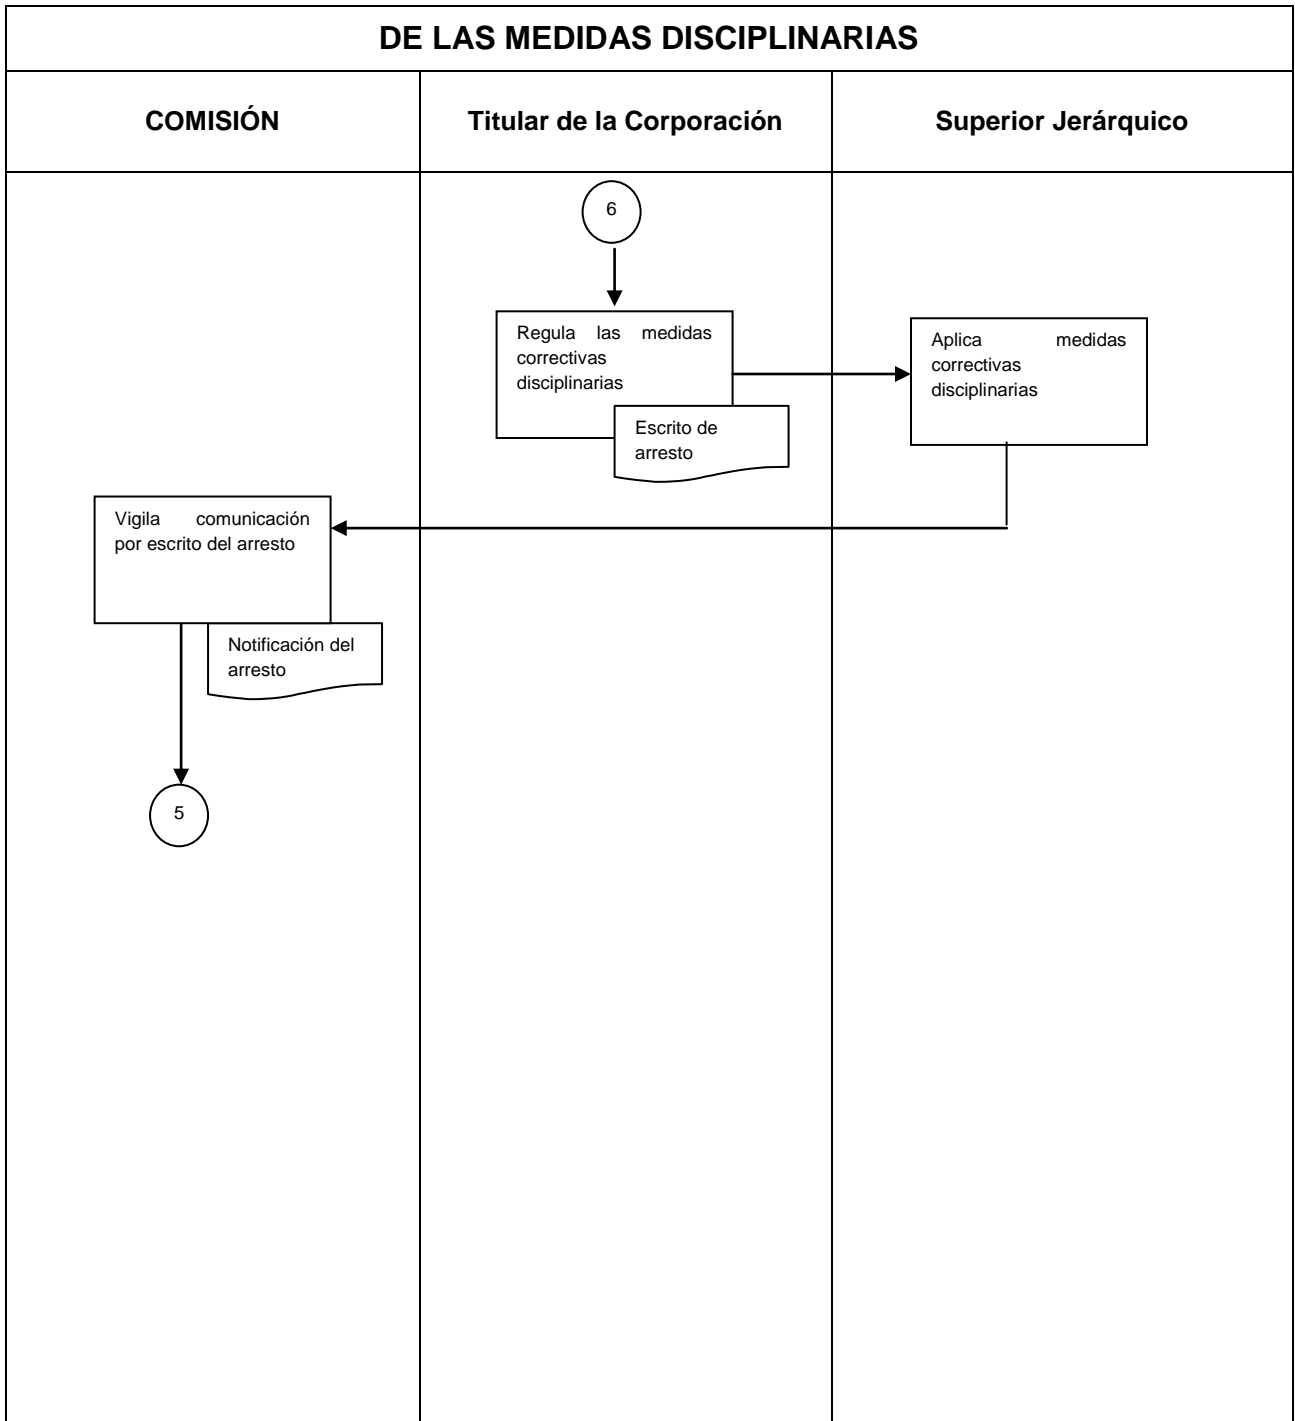 DE LAS MEDIDAS DISCIPLINARIAS
COMISIÓN
Titular de la Corporación
Superior Jerárquico
6
Regula las medidas
correctivas
disciplinarias
Escrito de
arresto
Aplica medidas
correctivas
disciplinarias
Vigila comunicación
por escrito del arresto
Notificación del
arresto
5